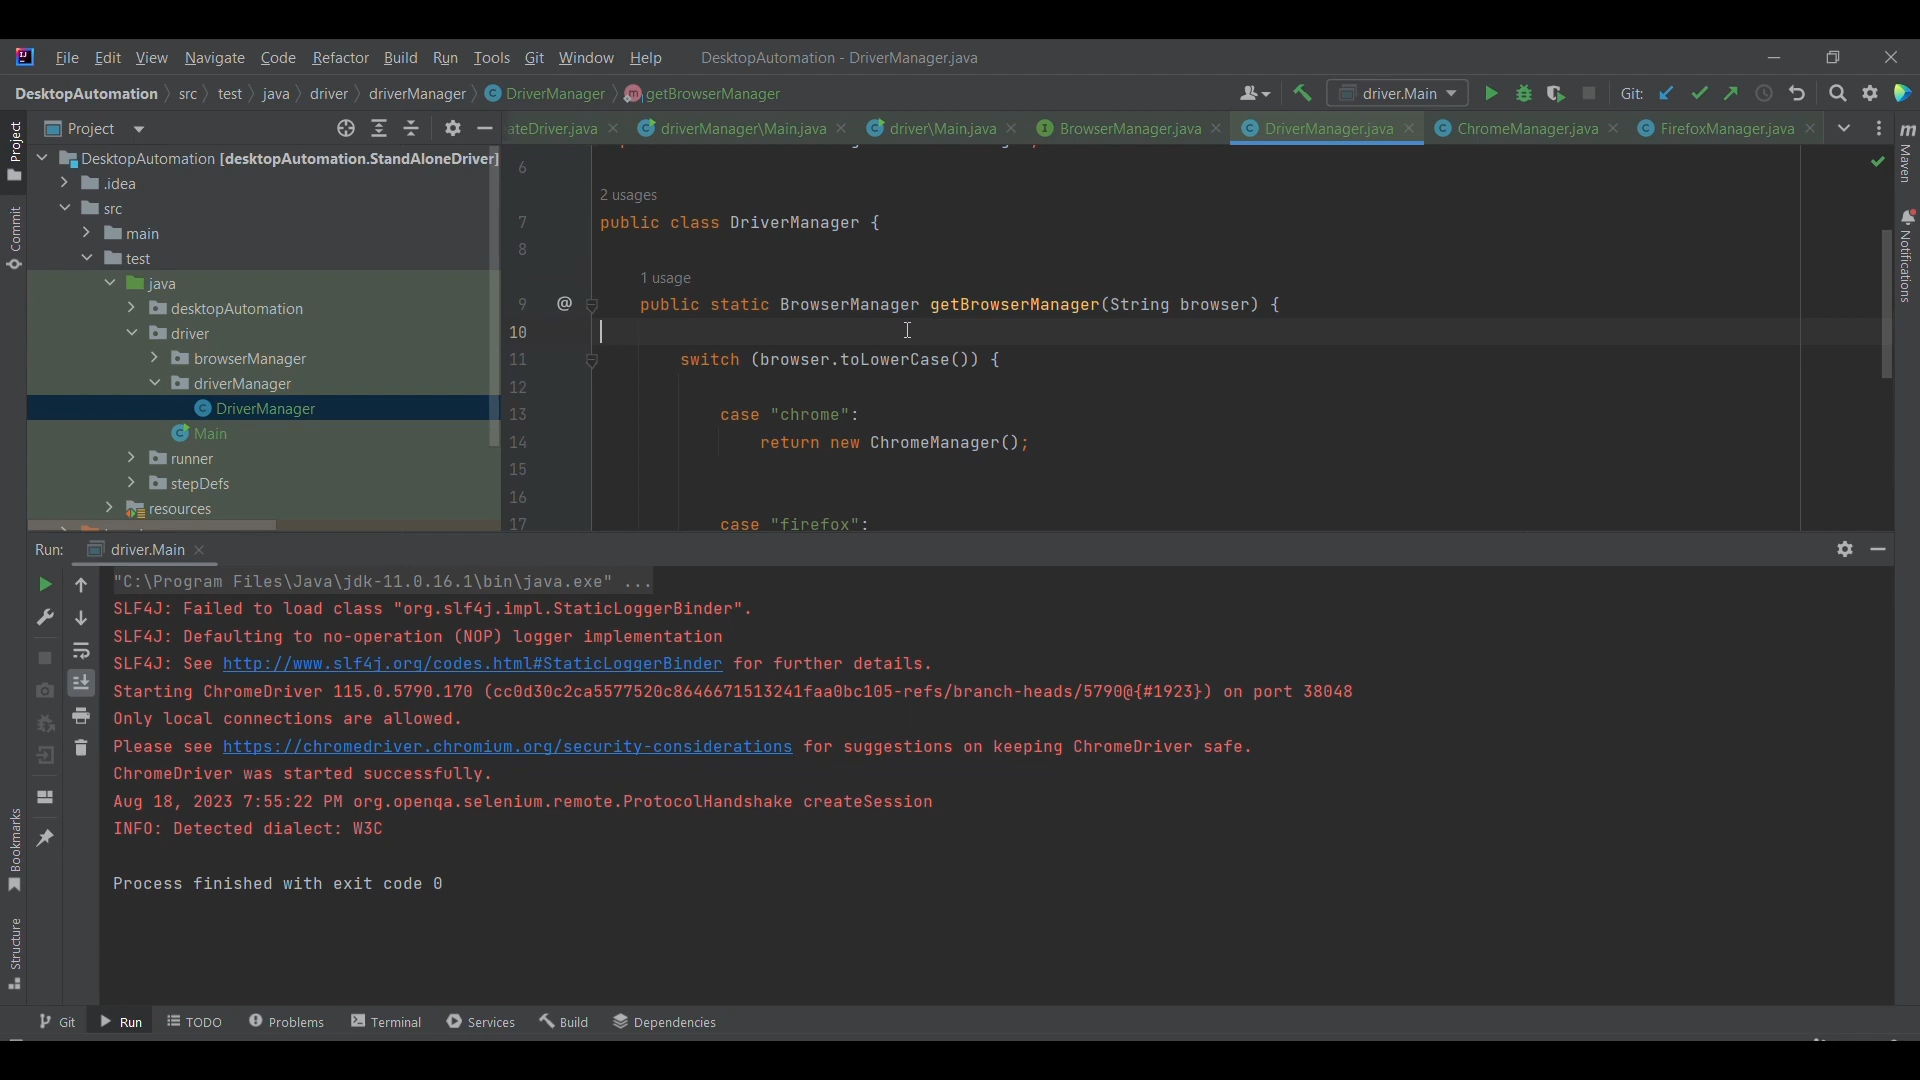 File Edit View Navigate Code Refactor Build Run Tools Git Window Help DesktopAutomation - DriverManager.java
DesktopAutomation src test java driver driverManager DriverManager getBrowserManager driver.Main Git:
Project
ateDriver.java driverManager\Main.java driver\Main.java BrowserManager.java DriverManager.java ChromeManager.java FirefoxManager.java
Project
Commit
Bookmarks
Structure
Maven
Notifications
DesktopAutomation [desktopAutomation.StandAloneDriver]
.idea
src
main
test
java
desktopAutomation
driver
browserManager
driverManager
DriverManager
Main
runner
stepDefs
resources
6
2 usages
7 public class DriverManager {
8
1 usage
9 @ public static BrowserManager getBrowserManager(String browser) {
10
11 switch (browser.toLowerCase()) {
12
13 case "chrome":
14 return new ChromeManager();
15
16
17 case "firefox":
Run: driver.Main
"C:\Program Files\Java\jdk-11.0.16.1\bin\java.exe" ...
SLF4J: Failed to load class "org.slf4j.impl.StaticLoggerBinder".
SLF4J: Defaulting to no-operation (NOP) logger implementation
SLF4J: See http://www.slf4j.org/codes.html#StaticLoggerBinder for further details.
Starting ChromeDriver 115.0.5790.170 (cc0d30c2ca5577520c8646671513241faa0bc105-refs/branch-heads/5790@{#1923}) on port 38048
Only local connections are allowed.
Please see https://chromedriver.chromium.org/security-considerations for suggestions on keeping ChromeDriver safe.
ChromeDriver was started successfully.
Aug 18, 2023 7:55:22 PM org.openqa.selenium.remote.ProtocolHandshake createSession
INFO: Detected dialect: W3C
Process finished with exit code 0
Git Run TODO Problems Terminal Services Build Dependencies